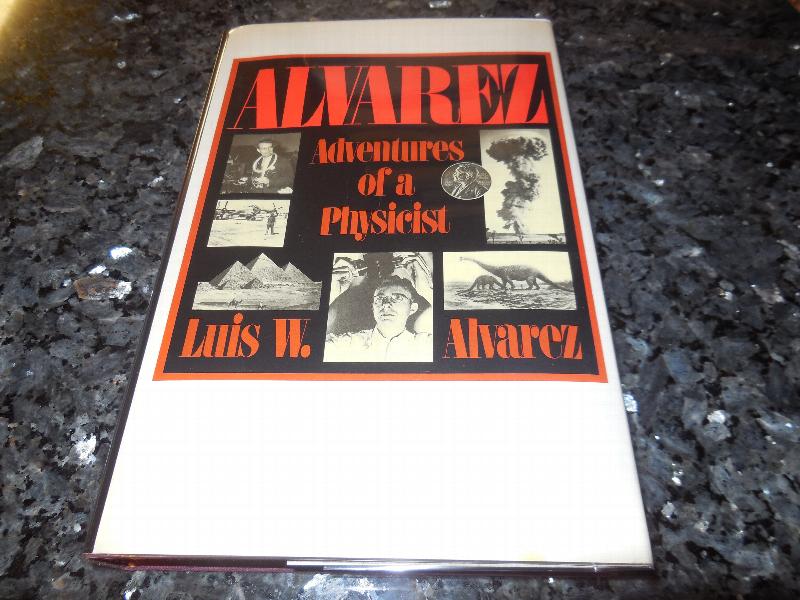 ALVAREZ
Adventures
of a
Physicist
Luis W. Alvarez